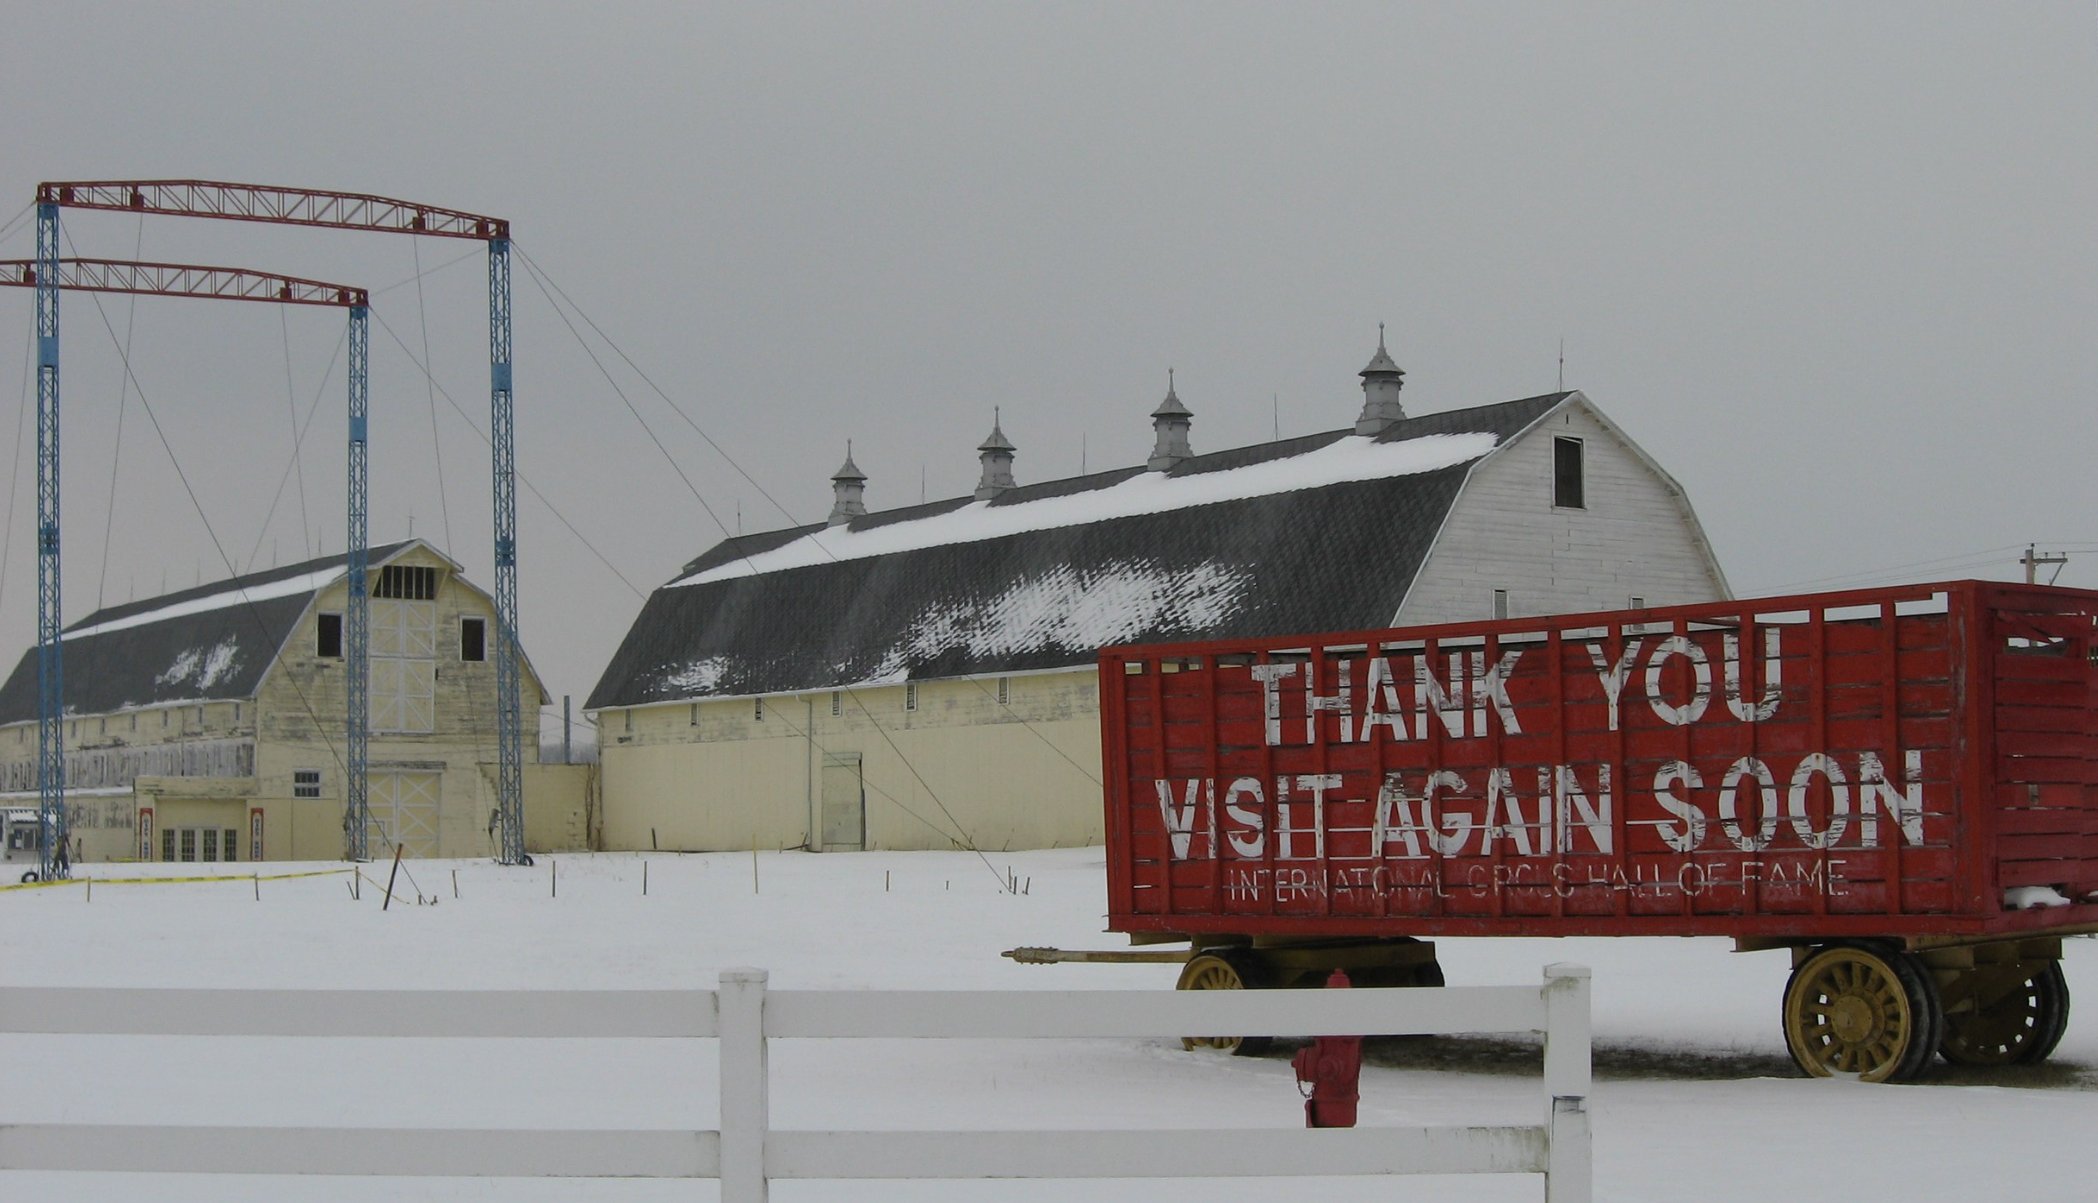 THANK YOU
VISIT AGAIN SOON
INTERNATIONAL CIRCUS HALL OF FAME